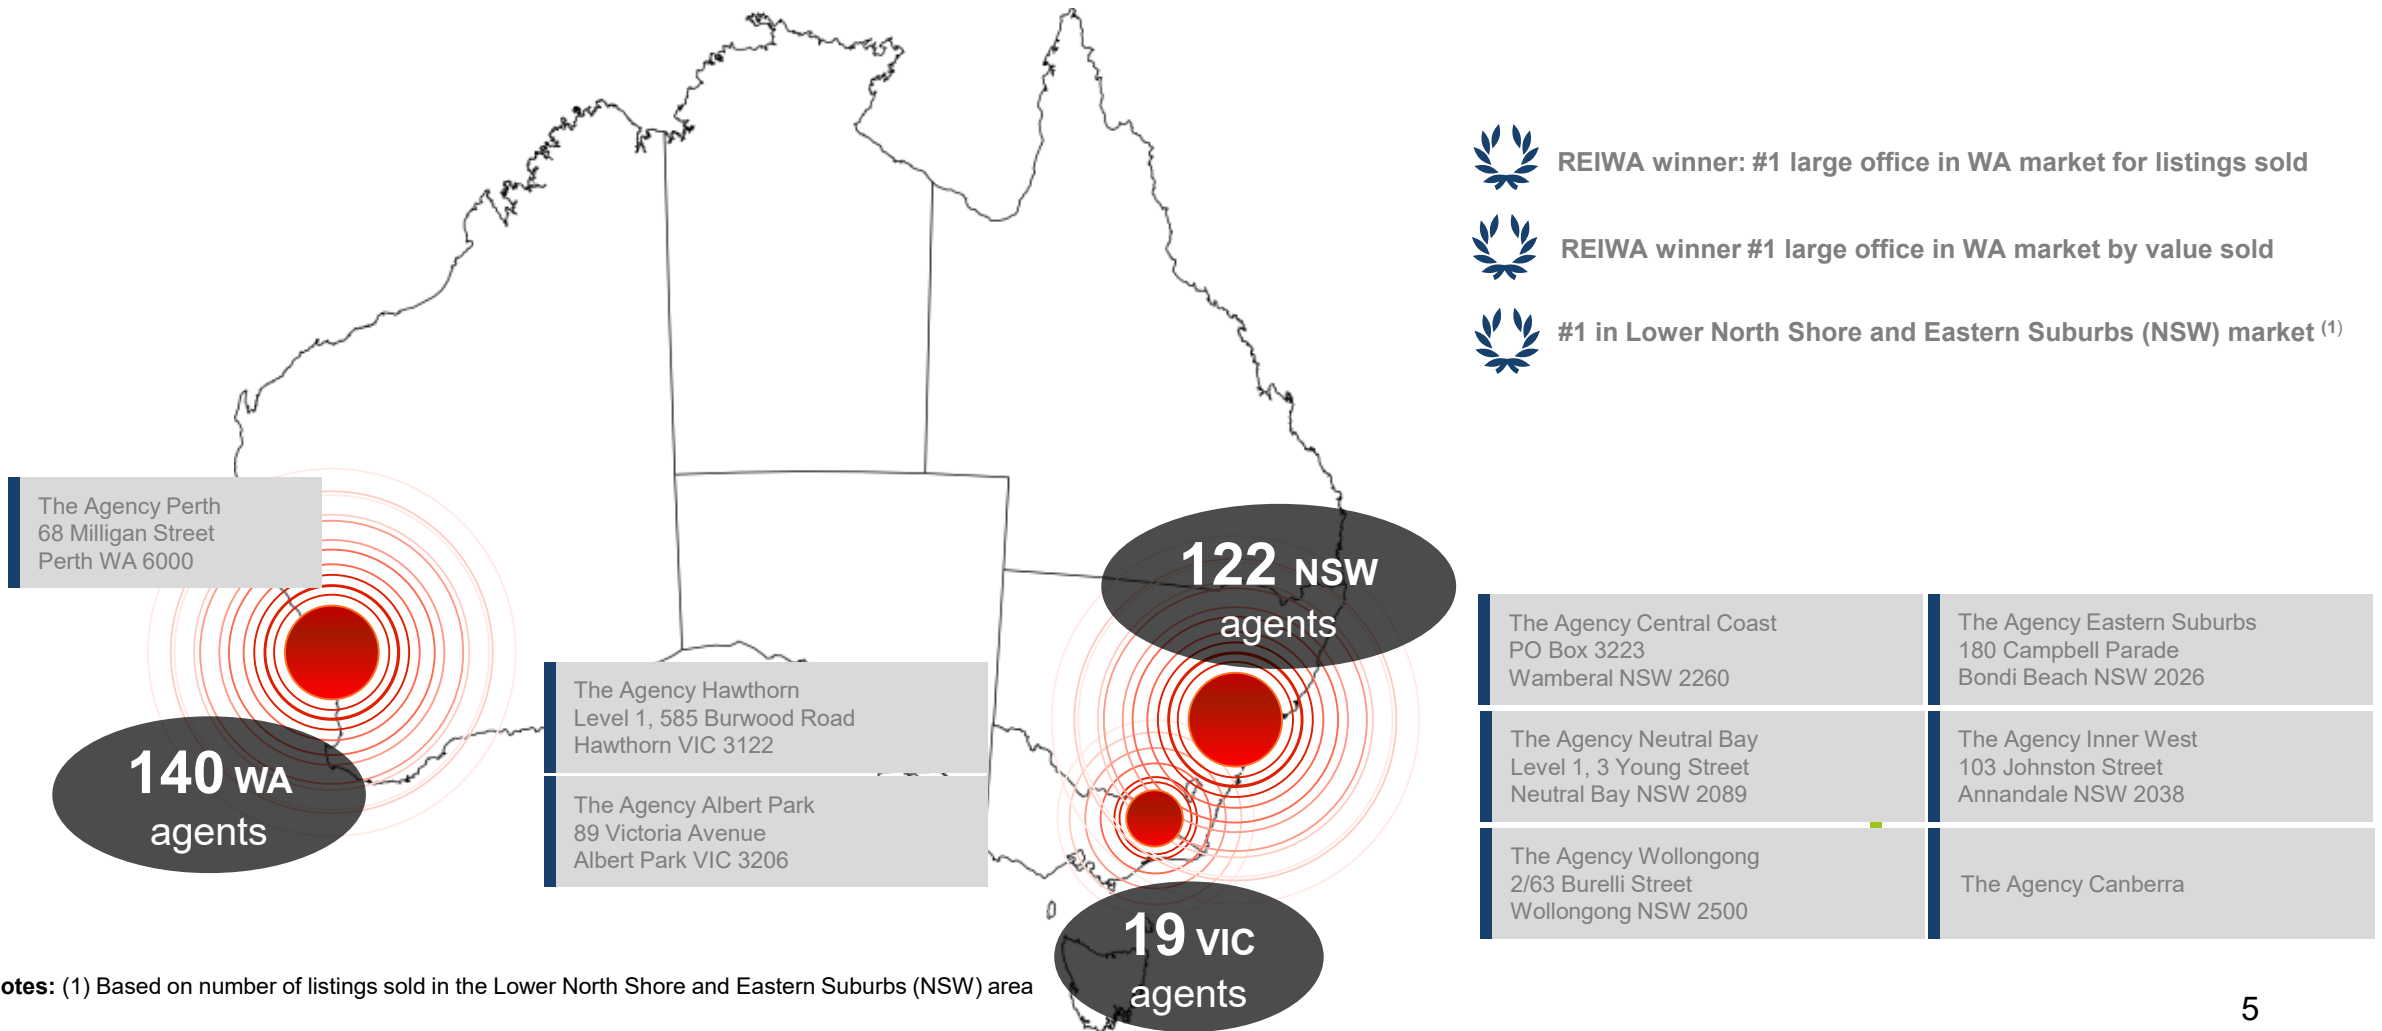 REIWA winner: #1 large office in WA market for listings sold
REIWA winner #1 large office in WA market by value sold
#1 in Lower North Shore and Eastern Suburbs (NSW) market (1)
The Agency Perth
68 Milligan Street
Perth WA 6000
140 WA
agents
The Agency Hawthorn
Level 1, 585 Burwood Road
Hawthorn VIC 3122
The Agency Albert Park
89 Victoria Avenue
Albert Park VIC 3206
122 NSW
agents
19 VIC
agents
The Agency Central Coast
PO Box 3223
Wamberal NSW 2260
The Agency Eastern Suburbs
180 Campbell Parade
Bondi Beach NSW 2026
The Agency Neutral Bay
Level 1, 3 Young Street
Neutral Bay NSW 2089
The Agency Inner West
103 Johnston Street
Annandale NSW 2038
The Agency Wollongong
2/63 Burelli Street
Wollongong NSW 2500
The Agency Canberra
otes: (1) Based on number of listings sold in the Lower North Shore and Eastern Suburbs (NSW) area
5